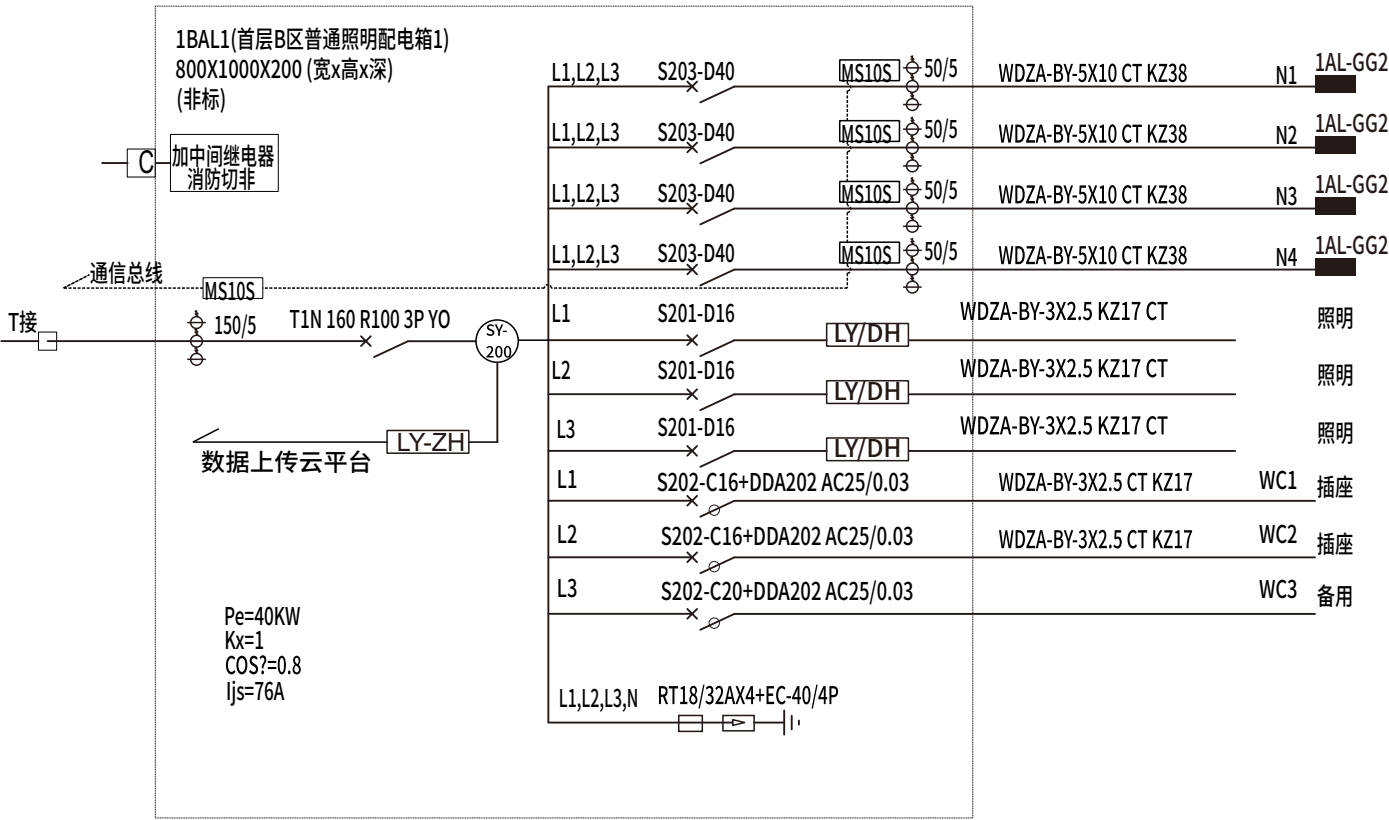 1BAL1(首层B区普通照明配电箱1)
800X1000X200 (宽x高x深)
(非标)
C
加中间继电器
消防切非
L1,L2,L3 S203-D40 MS10S 50/5 WDZA-BY-5X10 CT KZ38 N1 1AL-GG2
L1,L2,L3 S203-D40 MS10S 50/5 WDZA-BY-5X10 CT KZ38 N2 1AL-GG2
L1,L2,L3 S203-D40 MS10S 50/5 WDZA-BY-5X10 CT KZ38 N3 1AL-GG2
L1,L2,L3 S203-D40 MS10S 50/5 WDZA-BY-5X10 CT KZ38 N4 1AL-GG2
通信总线
MS10S
T接
150/5
T1N 160 R100 3P YO
SY-
200
LY-ZH
数据上传云平台
L1 S201-D16 LY/DH WDZA-BY-3X2.5 KZ17 CT 照明
L2 S201-D16 LY/DH WDZA-BY-3X2.5 KZ17 CT 照明
L3 S201-D16 LY/DH WDZA-BY-3X2.5 KZ17 CT 照明
L1 S202-C16+DDA202 AC25/0.03 WDZA-BY-3X2.5 CT KZ17 WC1 插座
L2 S202-C16+DDA202 AC25/0.03 WDZA-BY-3X2.5 CT KZ17 WC2 插座
L3 S202-C20+DDA202 AC25/0.03 WC3 备用
Pe=40KW
Kx=1
COS?=0.8
Ijs=76A
L1,L2,L3,N RT18/32AX4+EC-40/4P